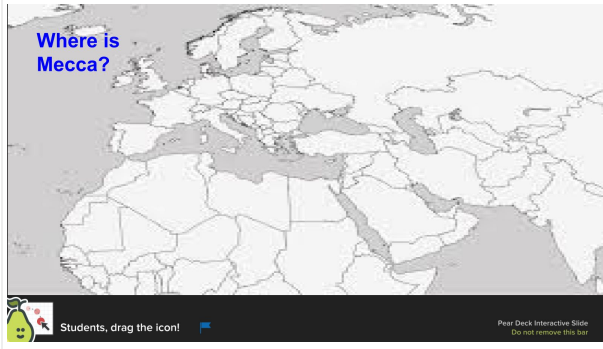 Where is
Mecca?
Students, drag the icon!
Pear Deck Interactive Slide
Do not remove this bar